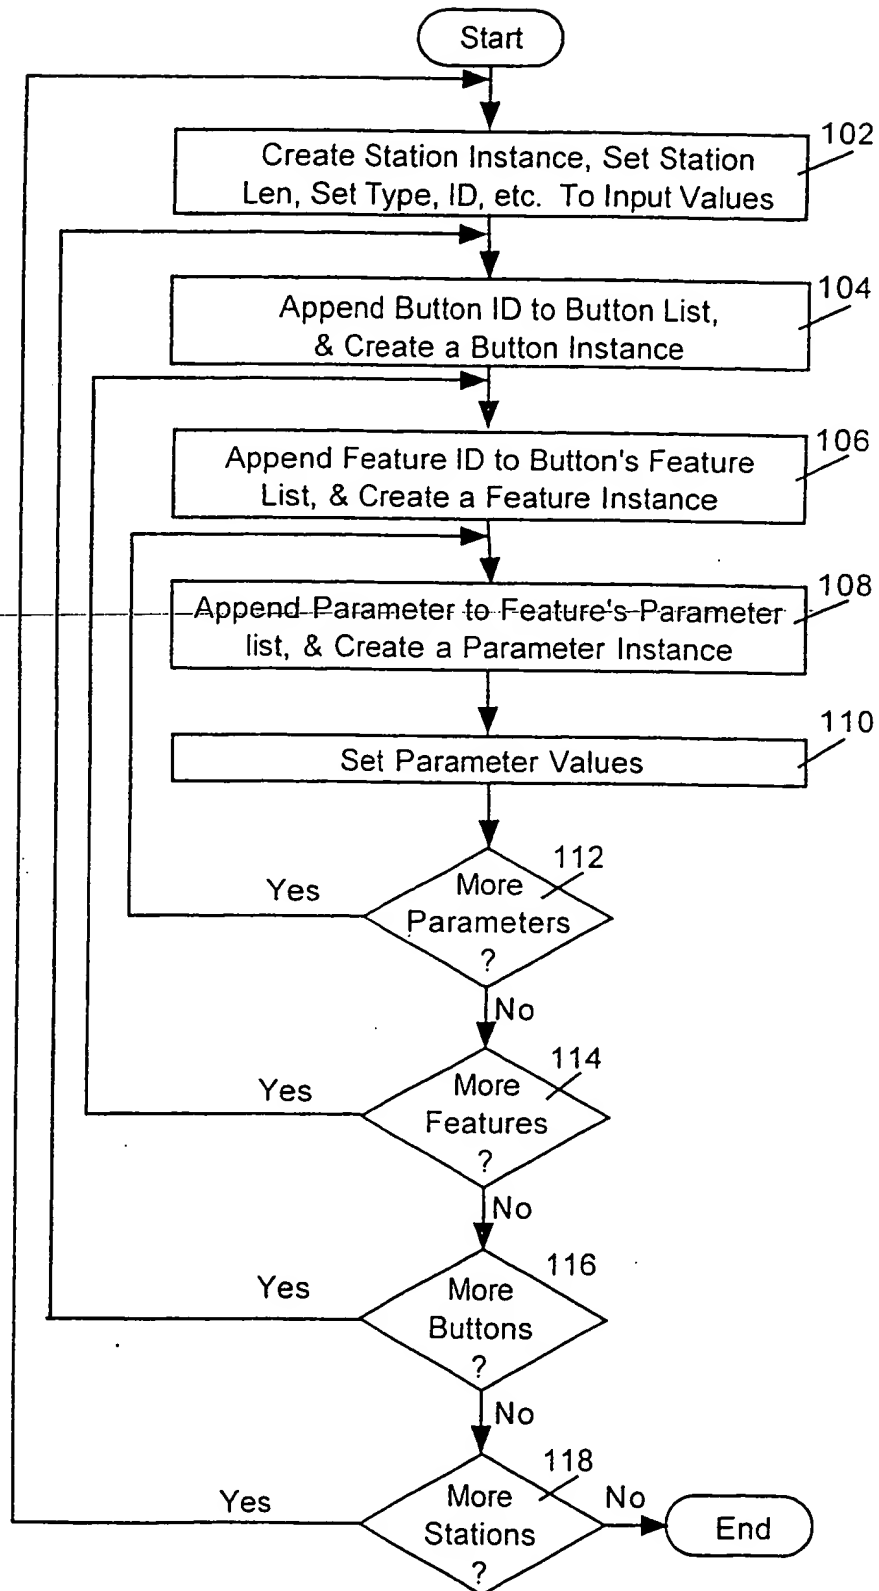 Start
102
Create Station Instance, Set Station
Len, Set Type, ID, etc. To Input Values
104
Append Button ID to Button List,
& Create a Button Instance
106
Append Feature ID to Button's Feature
List, & Create a Feature Instance
108
Append Parameter to Feature's Parameter
list, & Create a Parameter Instance
110
Set Parameter Values
112
More
Parameters
?
Yes
No
114
More
Features
?
Yes
No
116
More
Buttons
?
Yes
No
118
More
Stations
?
Yes
No
End